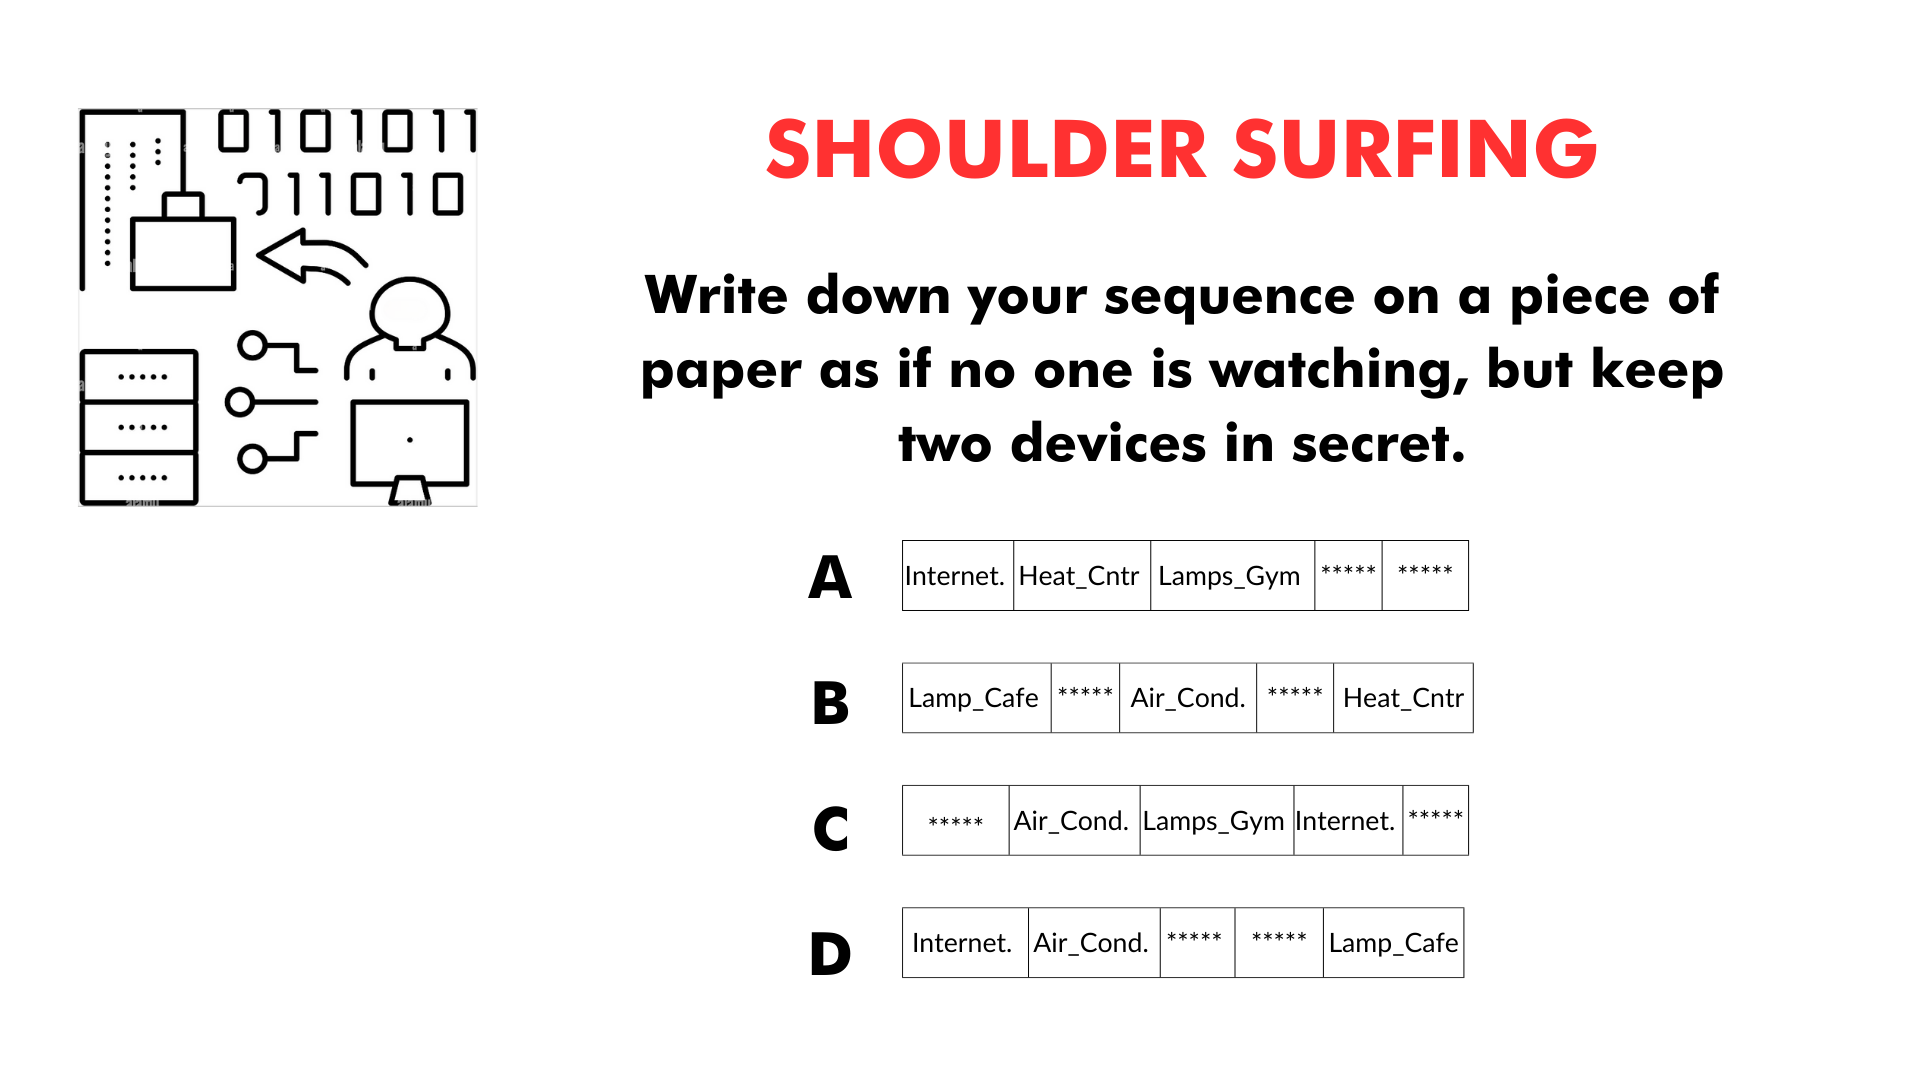 0101011
011010
SHOULDER SURFING
Write down your sequence on a piece of
paper as if no one is watching, but keep
two devices in secret.
A Internet. Heat_Cntr Lamps_Gym ***** *****
B Lamp_Cafe ***** Air_Cond. ***** Heat_Cntr
C ***** Air_Cond. Lamps_Gym Internet. *****
D Internet. Air_Cond. ***** ***** Lamp_Cafe